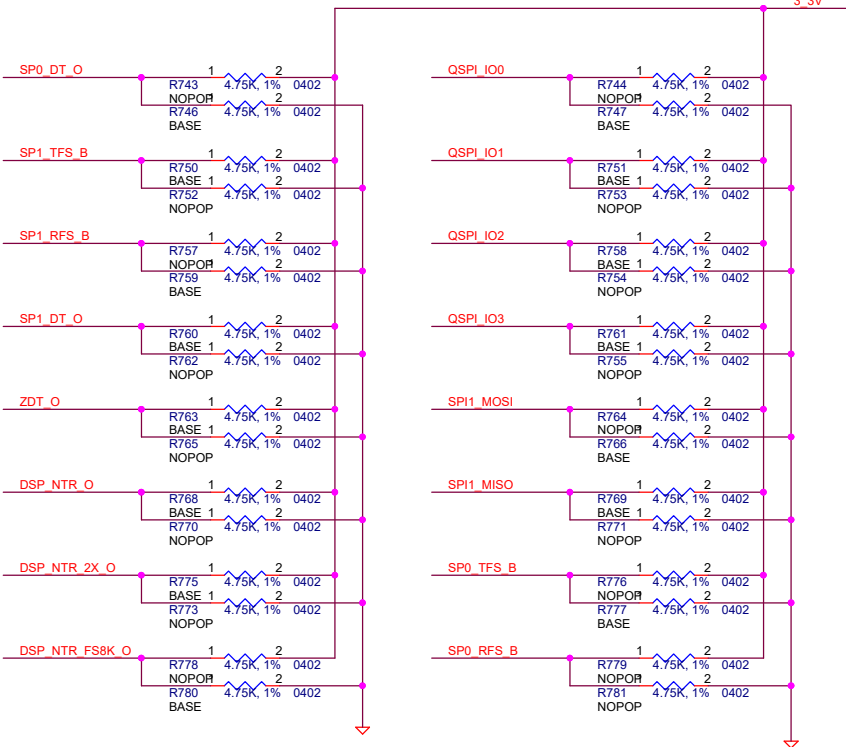 3_3V
SP0_DT_O 1 2
R743 4.75K, 1% 0402
NOPOP 1 2
R746 4.75K, 1% 0402
BASE
QSPI_IO0 1 2
R744 4.75K, 1% 0402
NOPOP 1 2
R747 4.75K, 1% 0402
BASE
SP1_TFS_B 1 2
R750 4.75K, 1% 0402
BASE 1 2
R752 4.75K, 1% 0402
NOPOP
QSPI_IO1 1 2
R751 4.75K, 1% 0402
BASE 1 2
R753 4.75K, 1% 0402
NOPOP
SP1_RFS_B 1 2
R757 4.75K, 1% 0402
NOPOP 1 2
R759 4.75K, 1% 0402
BASE
QSPI_IO2 1 2
R758 4.75K, 1% 0402
BASE 1 2
R754 4.75K, 1% 0402
NOPOP
SP1_DT_O 1 2
R760 4.75K, 1% 0402
BASE 1 2
R762 4.75K, 1% 0402
NOPOP
QSPI_IO3 1 2
R761 4.75K, 1% 0402
BASE 1 2
R755 4.75K, 1% 0402
NOPOP
ZDT_O 1 2
R763 4.75K, 1% 0402
BASE 1 2
R765 4.75K, 1% 0402
NOPOP
SPI1_MOSI 1 2
R764 4.75K, 1% 0402
NOPOP 1 2
R766 4.75K, 1% 0402
BASE
DSP_NTR_O 1 2
R768 4.75K, 1% 0402
BASE 1 2
R770 4.75K, 1% 0402
NOPOP
SPI1_MISO 1 2
R769 4.75K, 1% 0402
BASE 1 2
R771 4.75K, 1% 0402
NOPOP
DSP_NTR_2X_O 1 2
R775 4.75K, 1% 0402
BASE 1 2
R773 4.75K, 1% 0402
NOPOP
SP0_TFS_B 1 2
R776 4.75K, 1% 0402
NOPOP 1 2
R777 4.75K, 1% 0402
BASE
DSP_NTR_FS8K_O 1 2
R778 4.75K, 1% 0402
NOPOP 1 2
R780 4.75K, 1% 0402
BASE
SP0_RFS_B 1 2
R779 4.75K, 1% 0402
NOPOP 1 2
R781 4.75K, 1% 0402
NOPOP